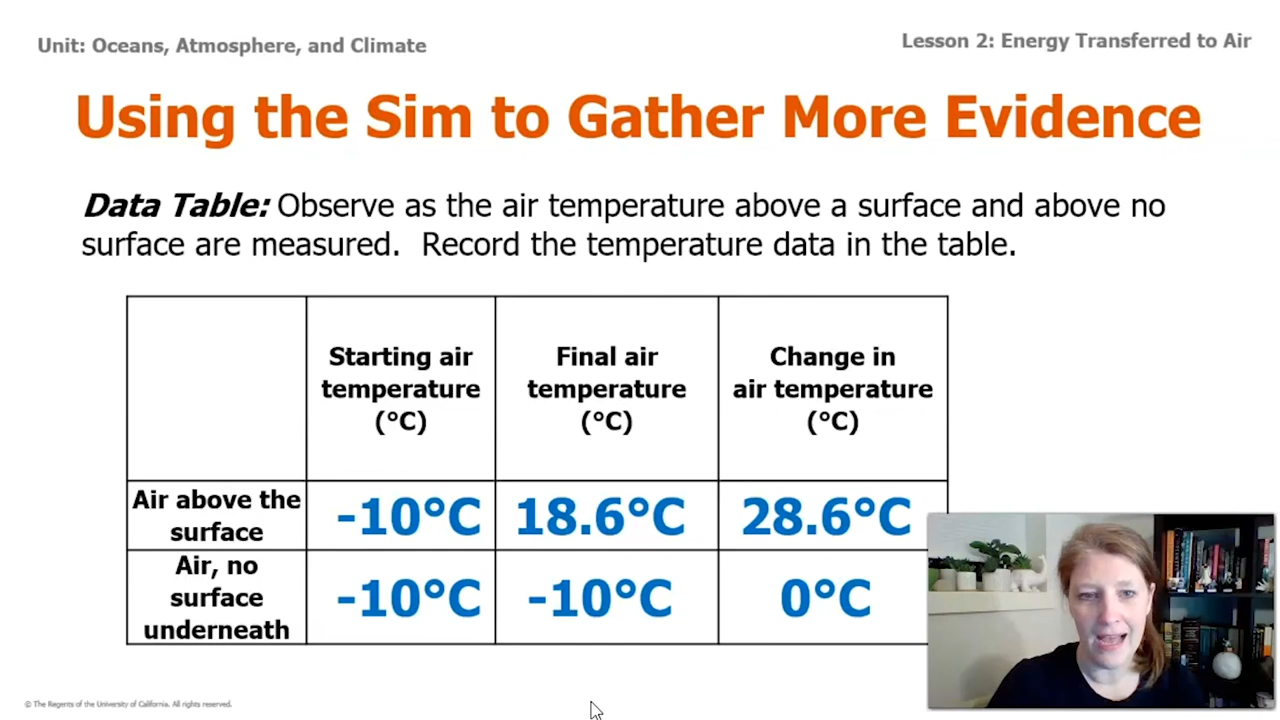 Unit: Oceans, Atmosphere, and Climate
Lesson 2: Energy Transferred to Air
Using the Sim to Gather More Evidence
Data Table: Observe as the air temperature above a surface and above no
surface are measured. Record the temperature data in the table.
Starting air
temperature
(°C)
Final air
temperature
(°C)
Change in
air temperature
(°C)
Air above the
surface
-10°C
18.6°C
28.6°C
Air, no
surface
underneath
-10°C
-10°C
0°C
© The Regents of the University of California. All rights reserved.